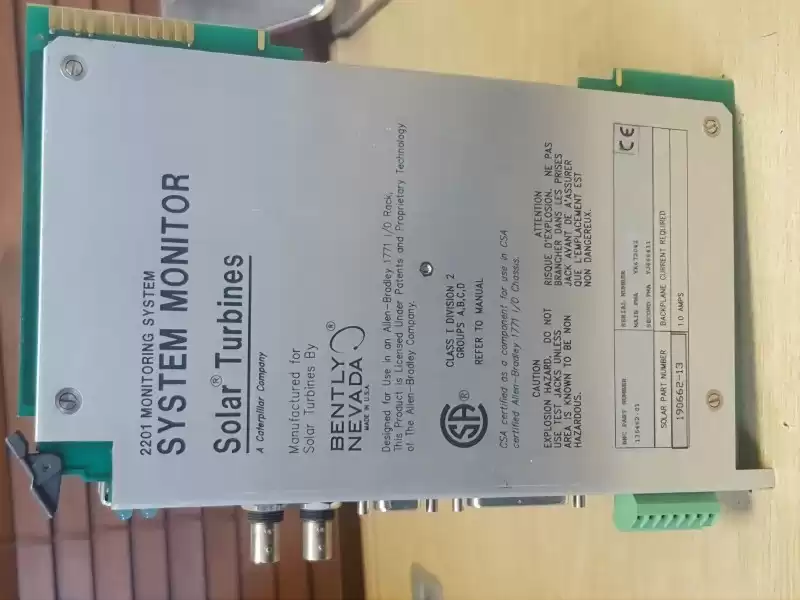 2201 MONITORING SYSTEM
SYSTEM MONITOR
Solar® Turbines
A Caterpillar Company
Manufactured for
Solar Turbines By
BENTLY®
NEVADA
MADE IN U.S.A.
Designed for Use in an Allen-Bradley 1771 I/O Rack.
This Product is Licensed Under Patents and Proprietary Technology
of The Allen-Bradley Company.
CLASS I DIVISION 2
GROUPS A,B,C,D
REFER TO MANUAL
SA®
CSA certified as a component for use in CSA
certified Allen-Bradley 1771 I/O Chassis.
CAUTION
EXPLOSION HAZARD. DO NOT
USE TEST JACKS UNLESS
AREA IS KNOWN TO BE NON
HAZARDOUS.
ATTENTION
RISQUE D'EXPLOSION. NE PAS
BRANCHER DANS LES PRISES
JACK AVANT DE A'ASSURER
QUE L'EMPLACEMENT EST
NON DANGEREUX.
PART NUMBER
SERIAL NUMBER
CE
MAIN PWA
SECOND PWA
SOLAR PART NUMBER
190662-13
BACKPLANE CURRENT REQUIRED
1.0 AMPS